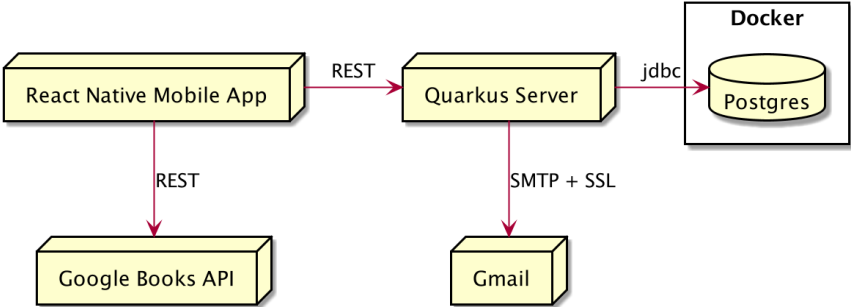 Docker
React Native Mobile App
REST
Quarkus Server
jdbc
Postgres
REST
SMTP + SSL
Google Books API
Gmail